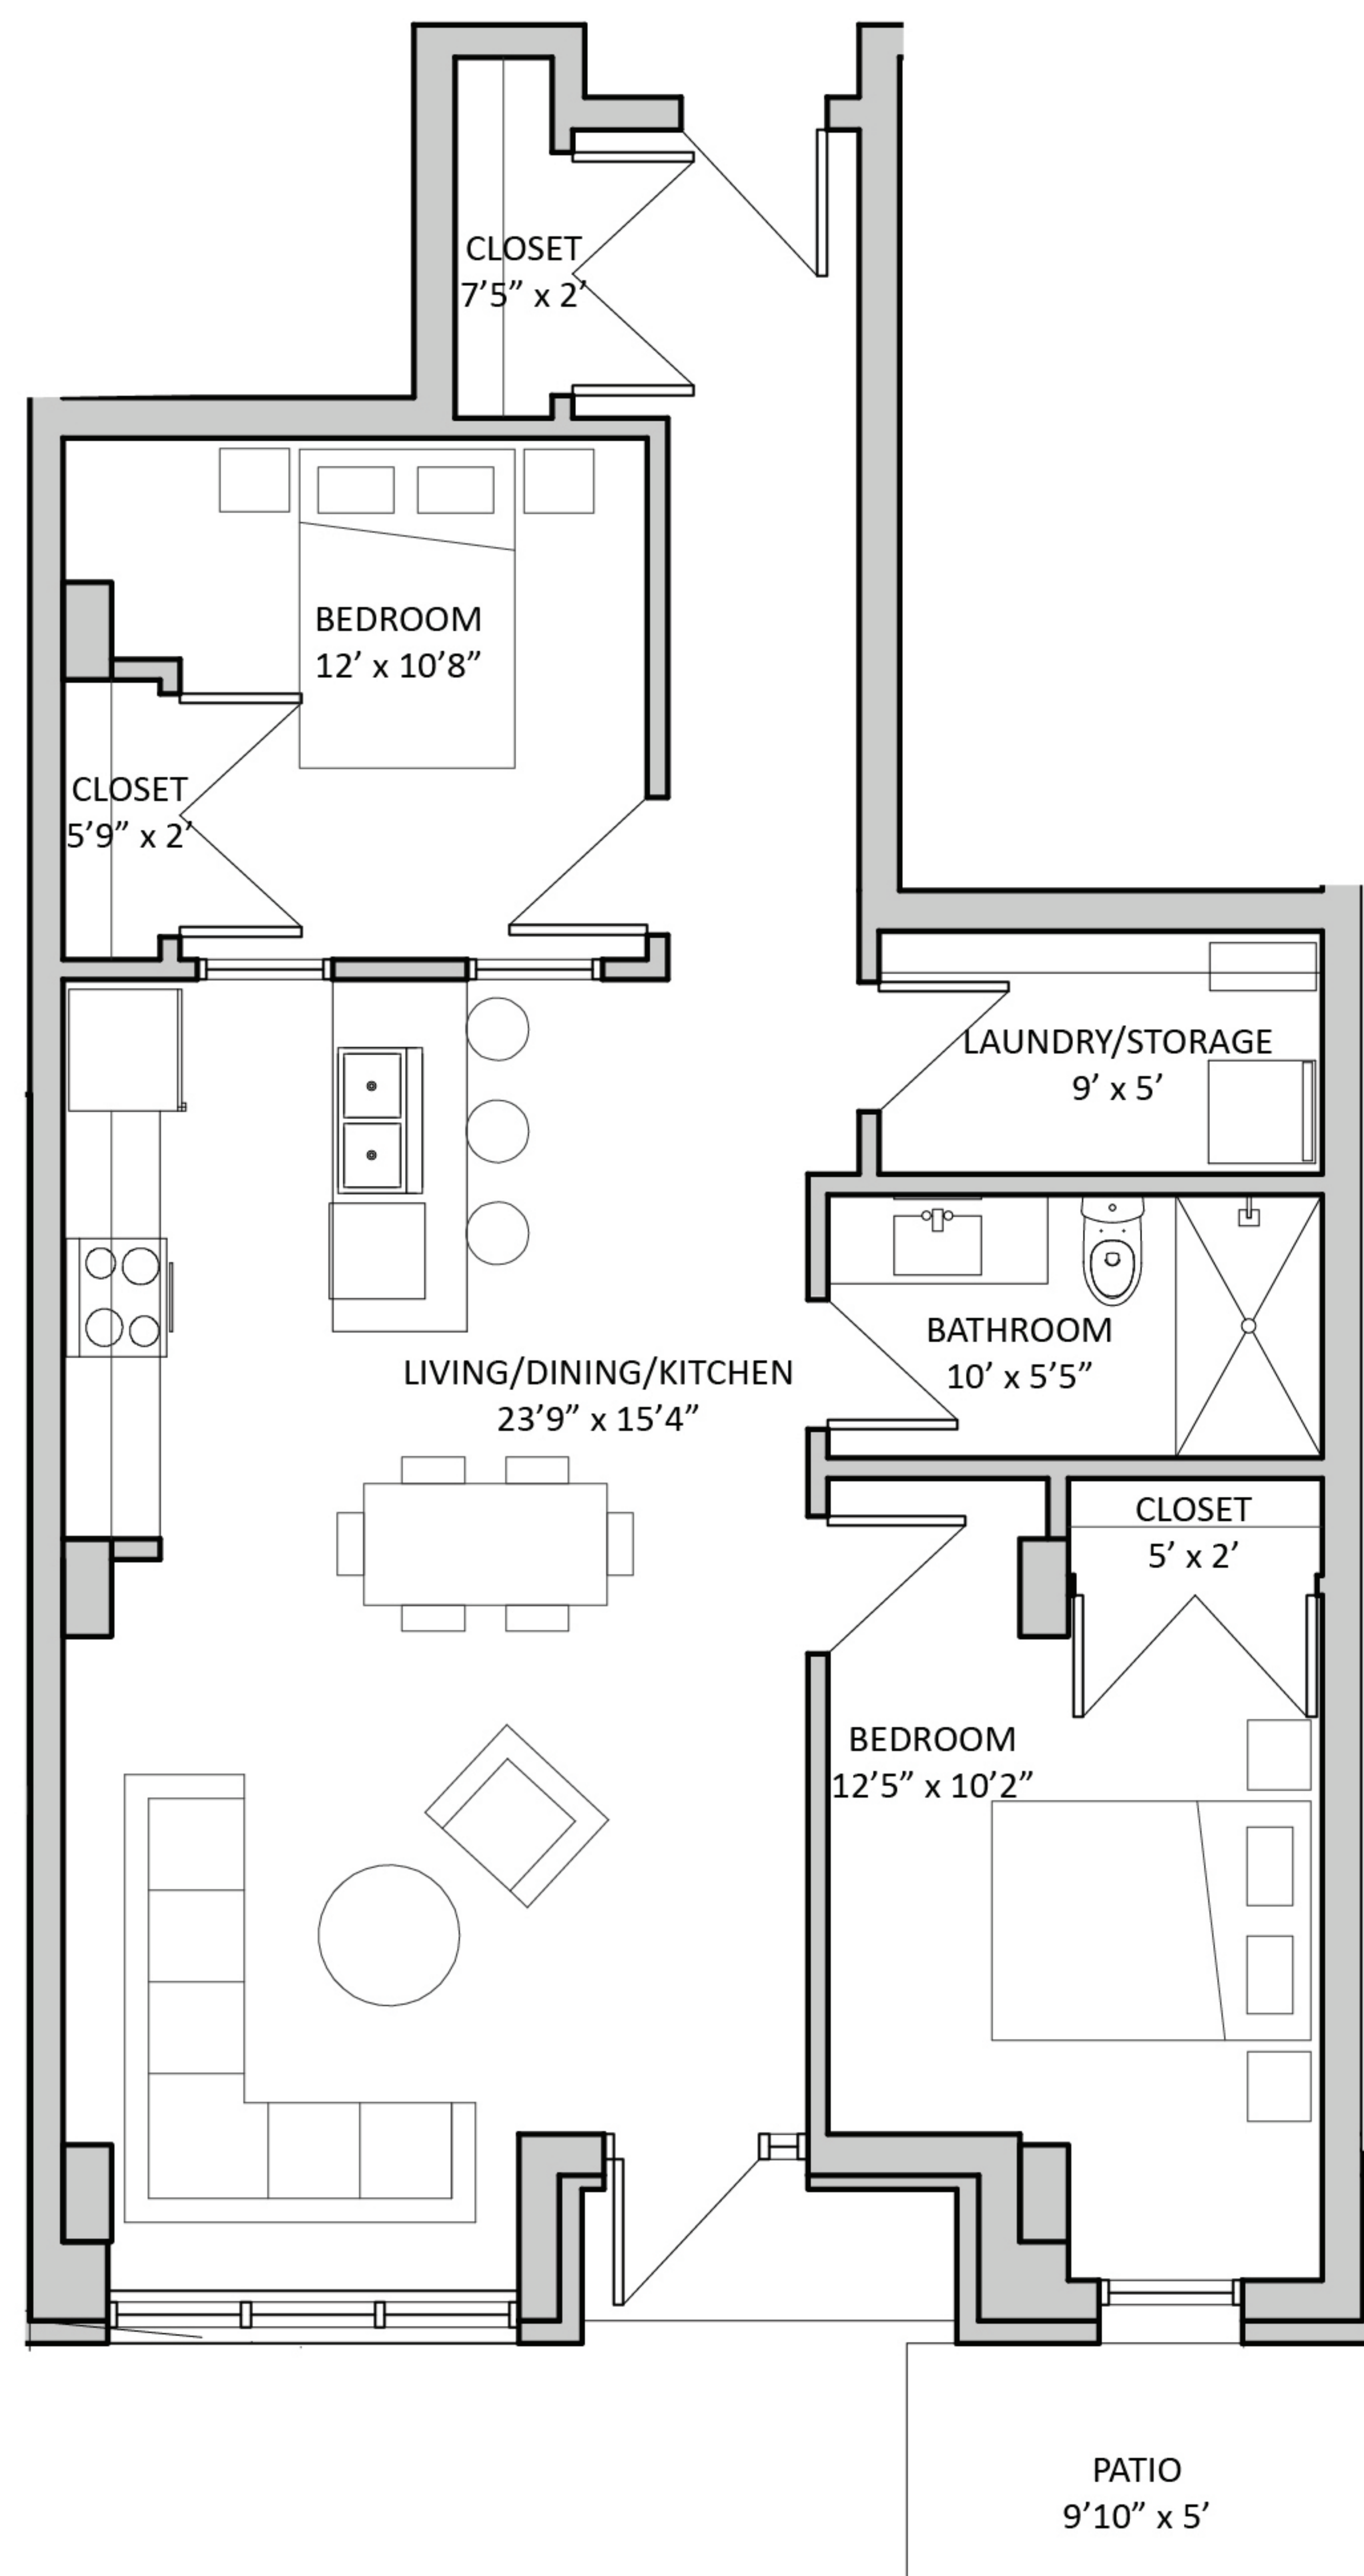 CLOSET
7’5” x 2’
BEDROOM
12’ x 10’8”
CLOSET
5’9” x 2’
LAUNDRY/STORAGE
9’ x 5’
BATHROOM
10’ x 5’5”
LIVING/DINING/KITCHEN
23’9” x 15’4”
CLOSET
5’ x 2’
BEDROOM
12’5” x 10’2”
PATIO
9’10” x 5’